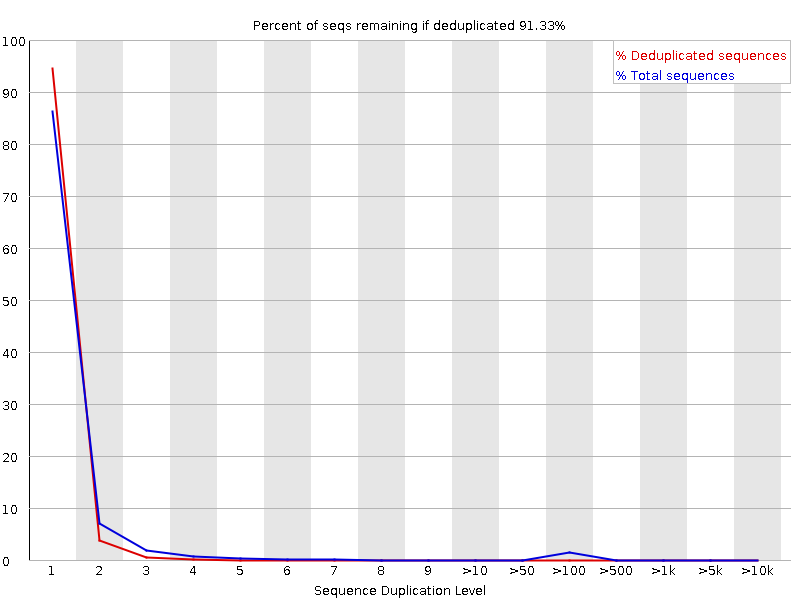 Percent of seqs remaining if deduplicated 91.33%
% Deduplicated sequences
% Total sequences
100
90
80
70
60
50
40
30
20
10
0
1 2 3 4 5 6 7 8 9 >10 >50 >100 >500 >1k >5k >10k
Sequence Duplication Level